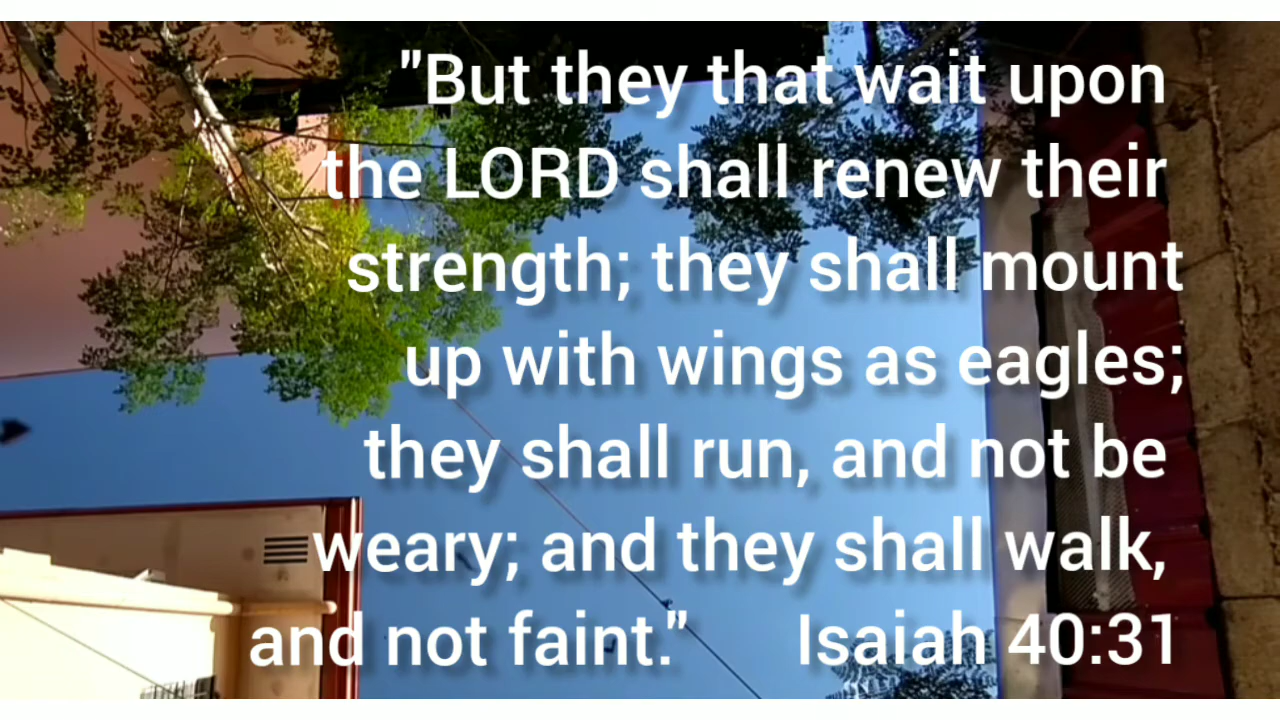 "But they that wait upon
the LORD shall renew their
strength; they shall mount
up with wings as eagles;
they shall run, and not be
weary; and they shall walk,
and not faint." Isaiah 40:31